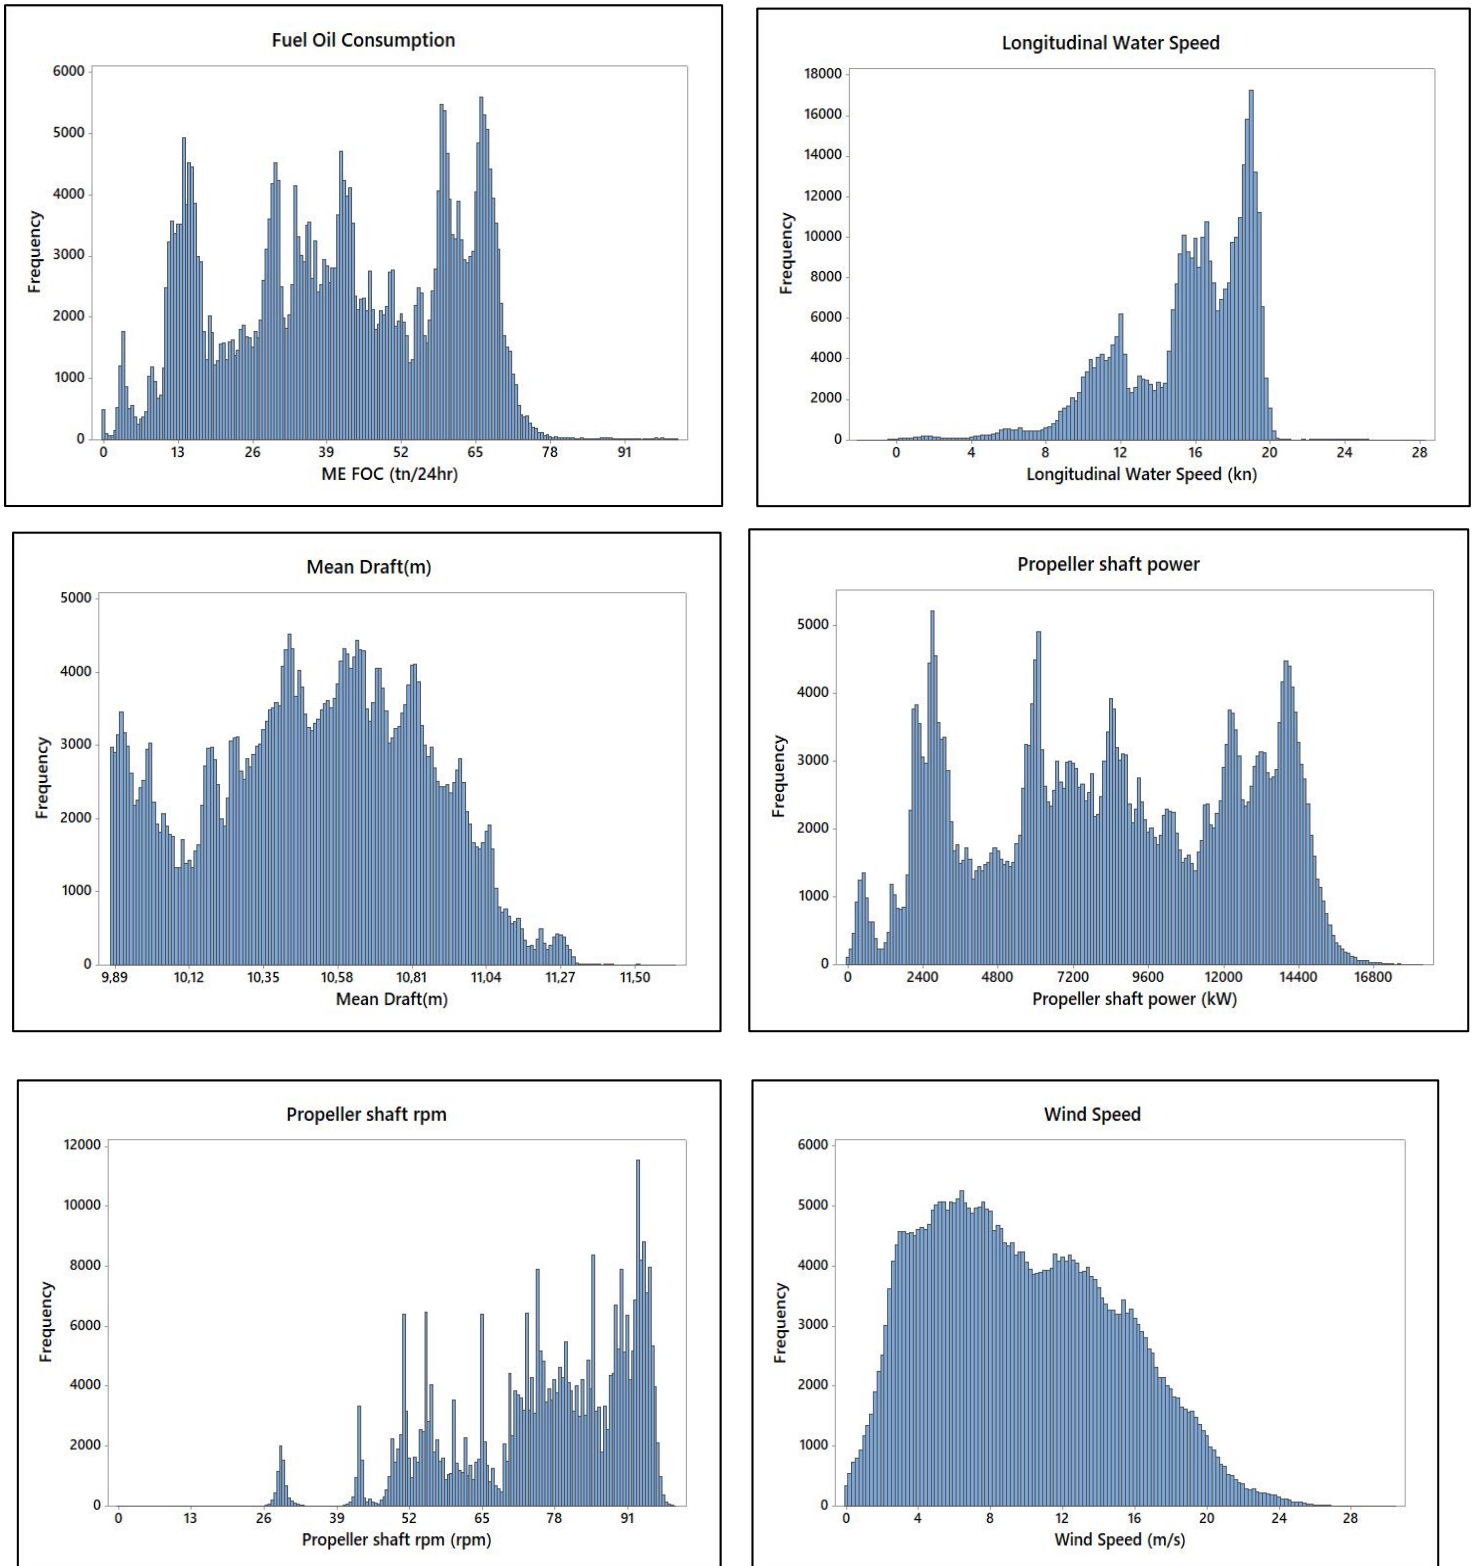 Fuel Oil Consumption
6000
5000
4000
3000
2000
1000
0
Frequency
0 13 26 39 52 65 78 91
ME FOC (tn/24hr)
Longitudinal Water Speed
18000
16000
14000
12000
10000
8000
6000
4000
2000
0
Frequency
0 4 8 12 16 20 24 28
Longitudinal Water Speed (kn)
Mean Draft(m)
5000
4000
3000
2000
1000
0
Frequency
9,89 10,12 10,35 10,58 10,81 11,04 11,27 11,50
Mean Draft(m)
Propeller shaft power
5000
4000
3000
2000
1000
0
Frequency
0 2400 4800 7200 9600 12000 14400 16800
Propeller shaft power (kW)
Propeller shaft rpm
12000
10000
8000
6000
4000
2000
0
Frequency
0 13 26 39 52 65 78 91
Propeller shaft rpm (rpm)
Wind Speed
6000
5000
4000
3000
2000
1000
0
Frequency
0 4 8 12 16 20 24 28
Wind Speed (m/s)